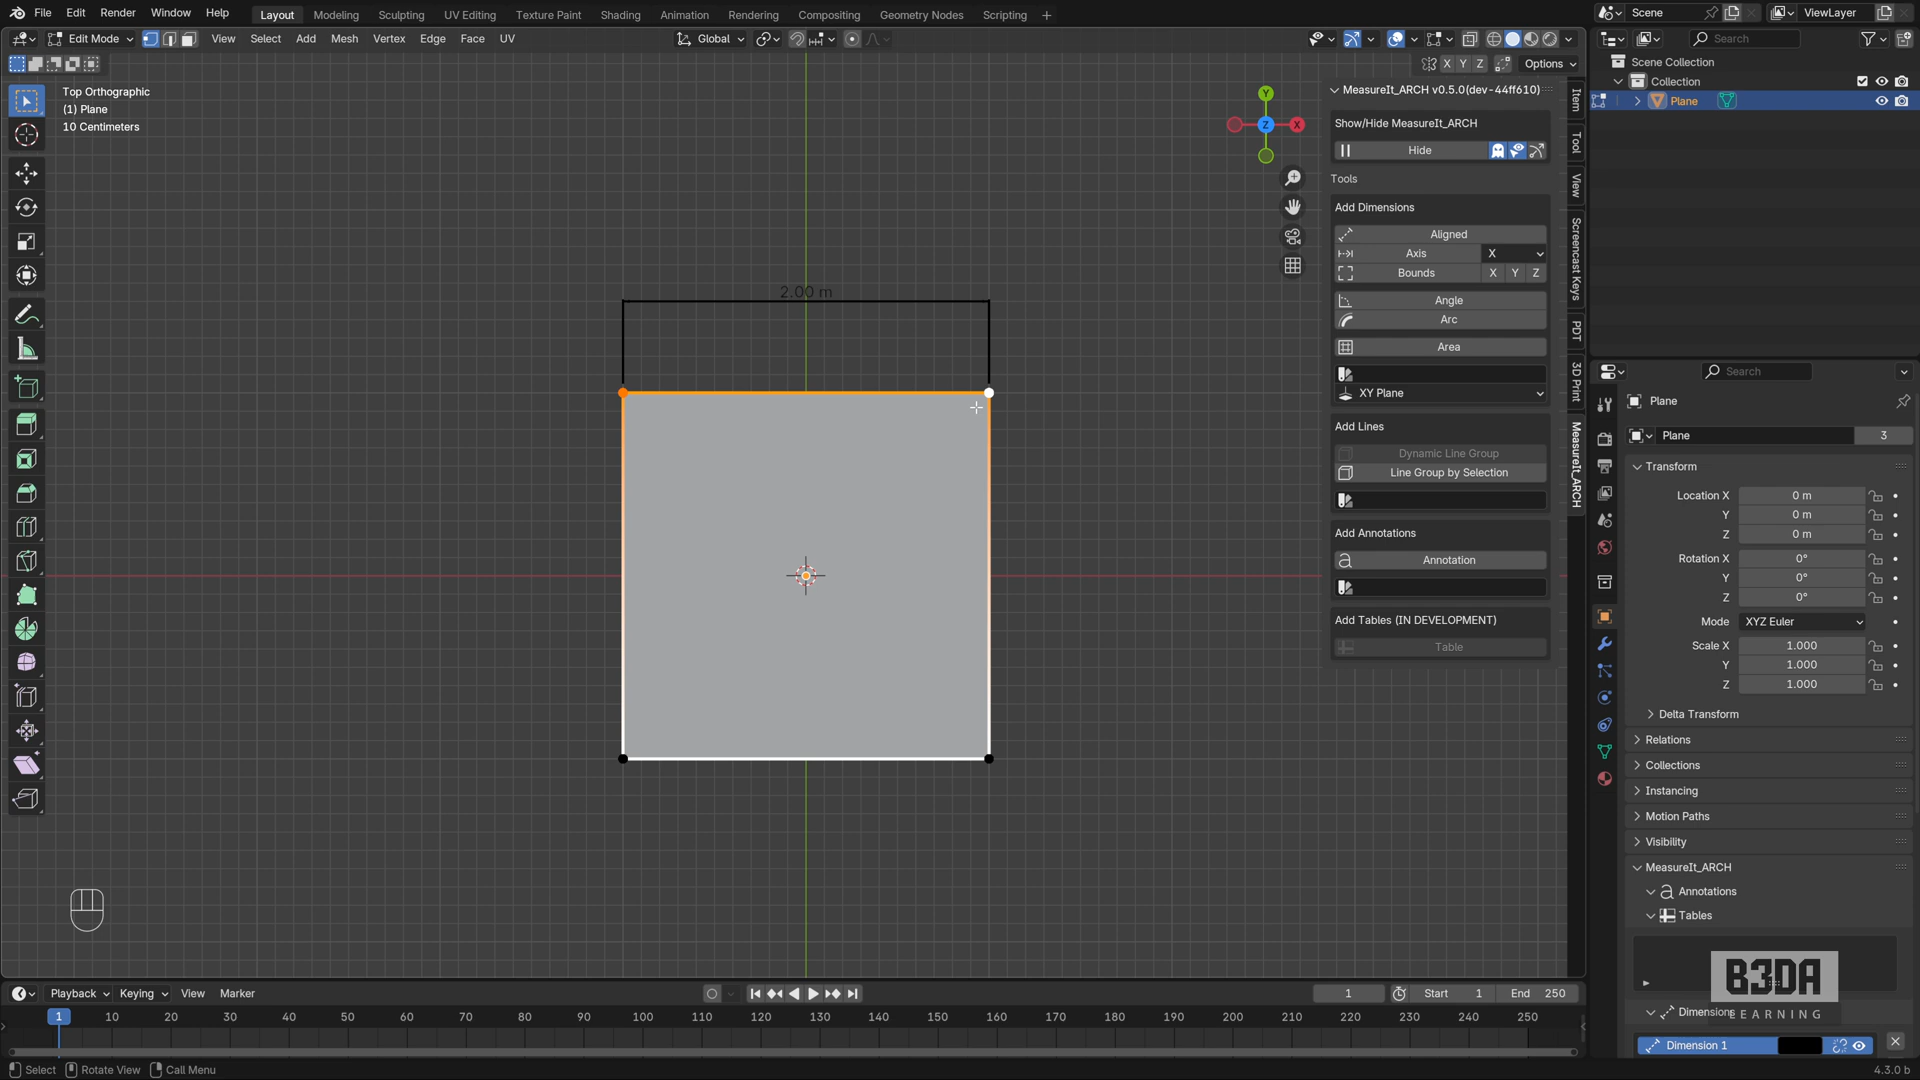 File Edit Render Window Help Layout Modeling Sculpting UV Editing Texture Paint Shading Animation Rendering Compositing Geometry Nodes Scripting + Scene ViewLayer
Edit Mode View Select Add Mesh Vertex Edge Face UV Global Search
X Y Z Options
Scene Collection
Collection
Plane
Top Orthographic
(1) Plane
10 Centimeters
Y
X
Z
2.00 m
MeasureIt_ARCH v0.5.0(dev-44ff610)
Show/Hide MeasureIt_ARCH
Hide
Tools
Add Dimensions
Aligned
Axis X
Bounds X Y Z
Angle
Arc
Area
XY Plane
Add Lines
Dynamic Line Group
Line Group by Selection
Add Annotations
Annotation
Add Tables (IN DEVELOPMENT)
Table
Item
Tool
View
Screencast Keys
PDT
3D Print
MeasureIt_ARCH
Search
Plane
Plane 3
Transform
Location X 0 m
Y 0 m
Z 0 m
Rotation X 0°
Y 0°
Z 0°
Mode XYZ Euler
Scale X 1.000
Y 1.000
Z 1.000
Delta Transform
Relations
Collections
Instancing
Motion Paths
Visibility
MeasureIt_ARCH
Annotations
Tables
B3DA
LEARNING
Dimensions
Dimension 1
Playback Keying View Marker 1 Start 1 End 250
1 10 20 30 40 50 60 70 80 90 100 110 120 130 140 150 160 170 180 190 200 210 220 230 240 250
Select Rotate View Call Menu 4.3.0 b